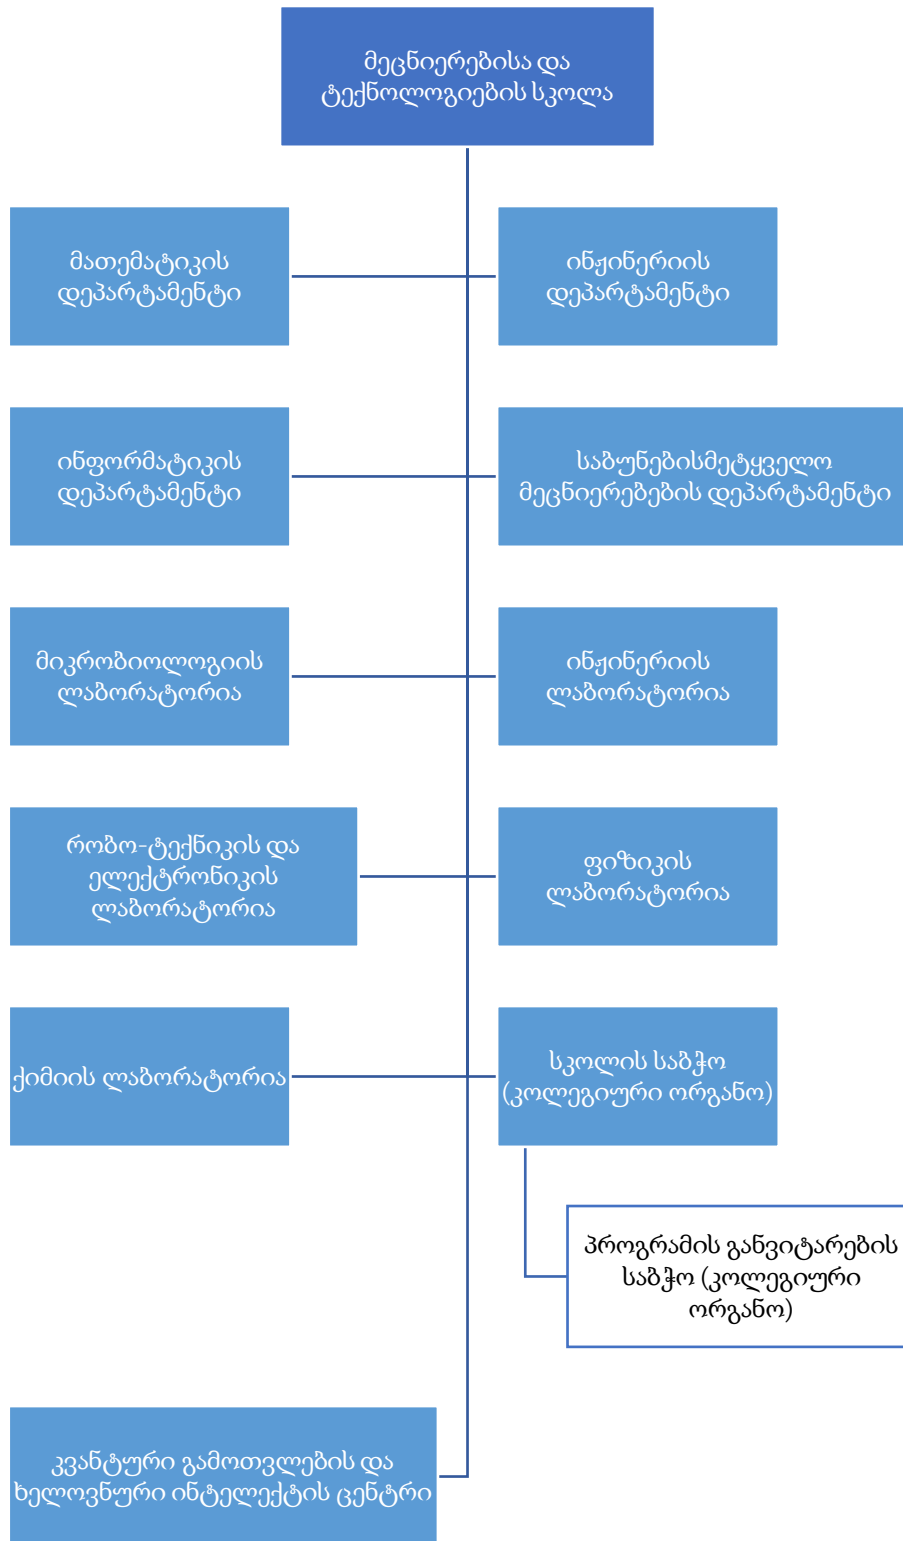 მეცნიერებისა და
ტექნოლოგიების სკოლა
მათემატიკის
დეპარტამენტი
ინჟინერიის
დეპარტამენტი
ინფორმატიკის
დეპარტამენტი
საბუნებისმეტყველო
მეცნიერებების დეპარტამენტი
მიკრობიოლოგიის
ლაბორატორია
ინჟინერიის
ლაბორატორია
რობო-ტექნიკის და
ელექტრონიკის
ლაბორატორია
ფიზიკის
ლაბორატორია
ქიმიის ლაბორატორია
სკოლის საბჭო
(კოლეგიური ორგანო)
პროგრამის განვიტარების
საბჭო (კოლეგიური
ორგანო)
კვანტური გამოთვლების და
ხელოვნური ინტელექტის ცენტრი